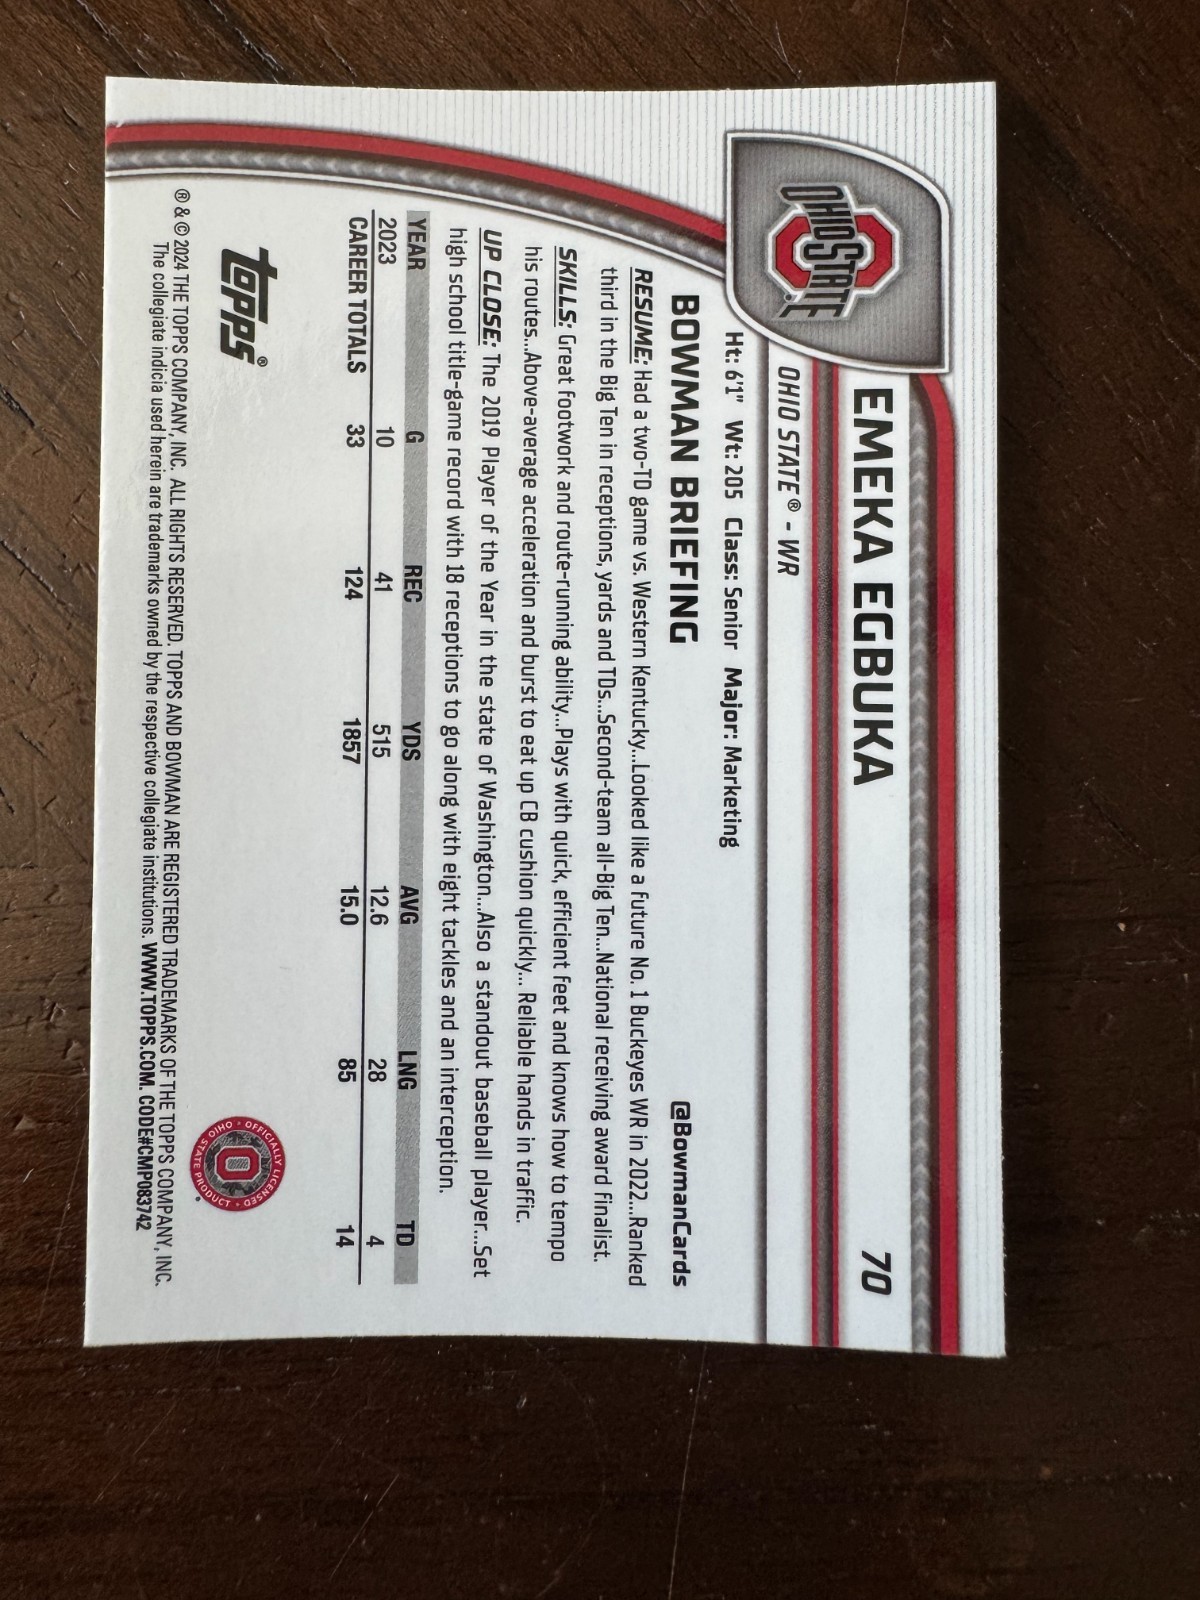 OHIO STATE
EMEKA EGBUKA
70
OHIO STATE® - WR
Ht: 6'1" Wt: 205 Class: Senior Major: Marketing
BOWMAN BRIEFING
@BowmanCards
RESUME: Had a two-TD game vs. Western Kentucky...Looked like a future No. 1 Buckeyes WR in 2022...Ranked
third in the Big Ten in receptions, yards and TDs...Second-team all-Big Ten...National receiving award finalist.
SKILLS: Great footwork and route-running ability...Plays with quick, efficient feet and knows how to tempo
his routes...Above-average acceleration and burst to eat up CB cushion quickly... Reliable hands in traffic.
UP CLOSE: The 2019 Player of the Year in the state of Washington...Also a standout baseball player...Set
high school title-game record with 18 receptions to go along with eight tackles and an interception.
YEAR G REC YDS AVG LNG TD
2023 10 41 515 12.6 28 4
CAREER TOTALS 33 124 1857 15.0 85 14
topps®
OFFICIALLY LICENSED • OHIO STATE PRODUCT •
® & © 2024 THE TOPPS COMPANY, INC. ALL RIGHTS RESERVED. TOPPS AND BOWMAN ARE REGISTERED TRADEMARKS OF THE TOPPS COMPANY, INC.
The collegiate indicia used herein are trademarks owned by the respective collegiate institutions. WWW.TOPPS.COM. CODE#CMP083742